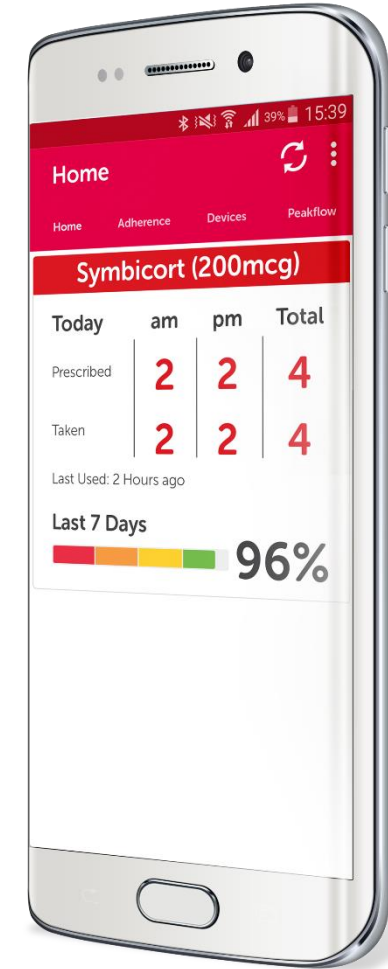 39% 15:39
Home
Home Adherence Devices Peakflow
Symbicort (200mcg)
Today am pm Total
Prescribed 2 2 4
Taken 2 2 4
Last Used: 2 Hours ago
Last 7 Days
96%